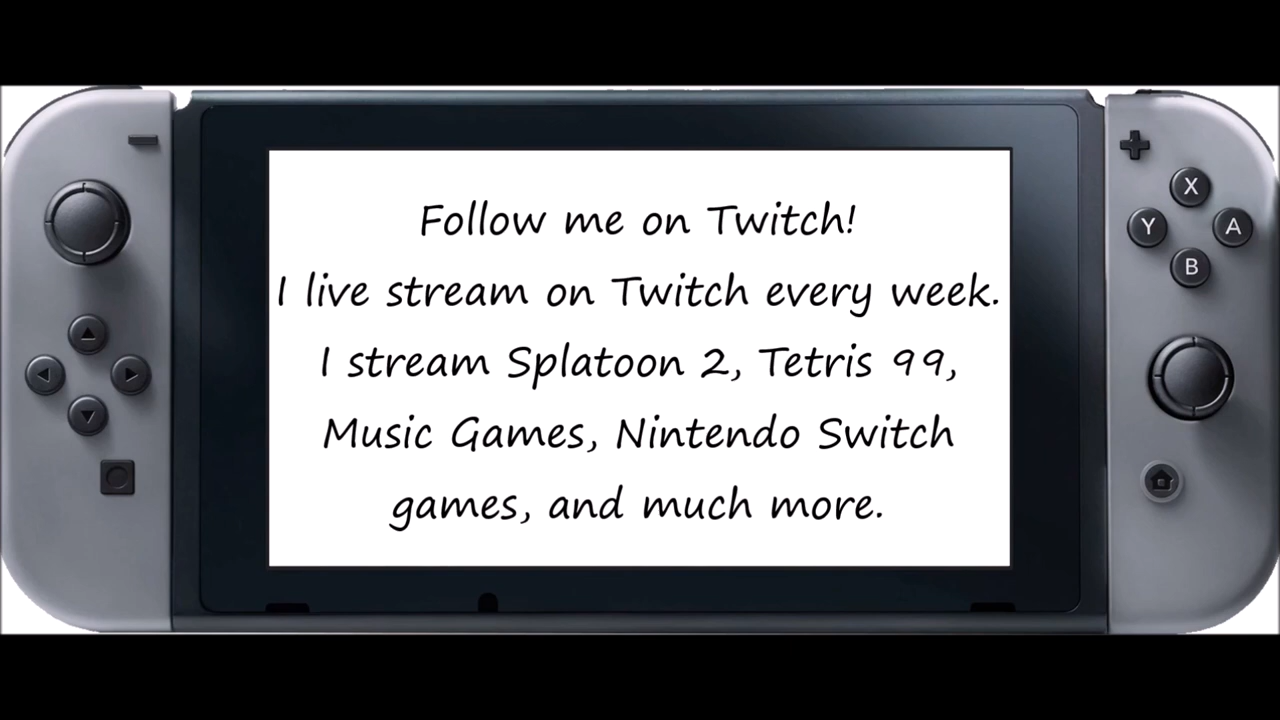 Follow me on Twitch!
I live stream on Twitch every week.
I stream Splatoon 2, Tetris 99,
Music Games, Nintendo Switch
games, and much more.
X
Y A
B